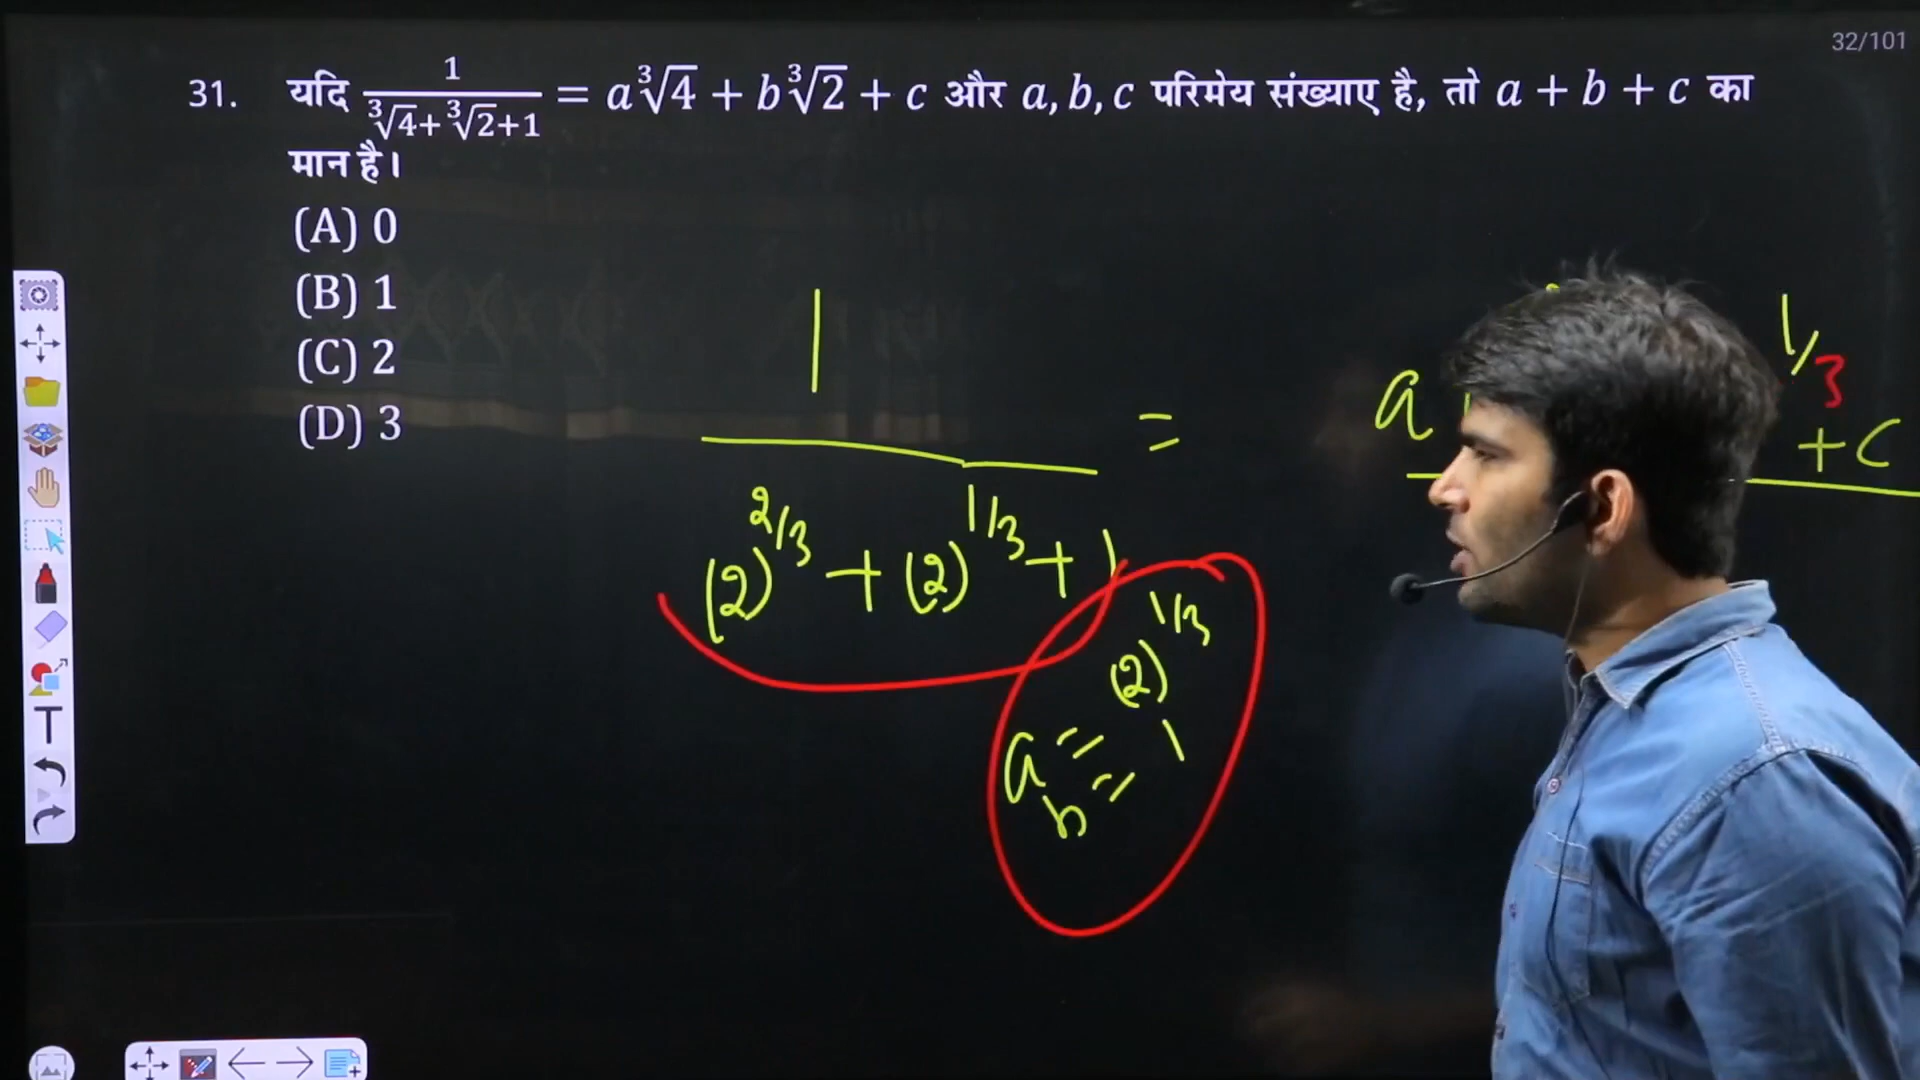 32/101
31. यदि 1/(∛4+∛2+1) = a∛4 + b∛2 + c और a, b, c परिमेय संख्याए है, तो a + b + c का
मान है।
(A) 0
(B) 1
(C) 2
(D) 3
1 = a 1/3 + c
(2)^2/3 + (2)^1/3 + 1
(2)^1/3
a = 1
b =
T